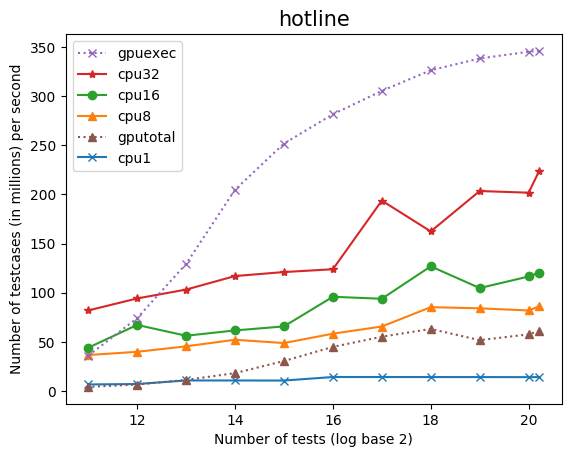 hotline
350
300
250
200
150
100
50
0
Number of testcases (in millions) per second
gpuexec
cpu32
cpu16
cpu8
gputotal
cpu1
12
14
16
18
20
Number of tests (log base 2)